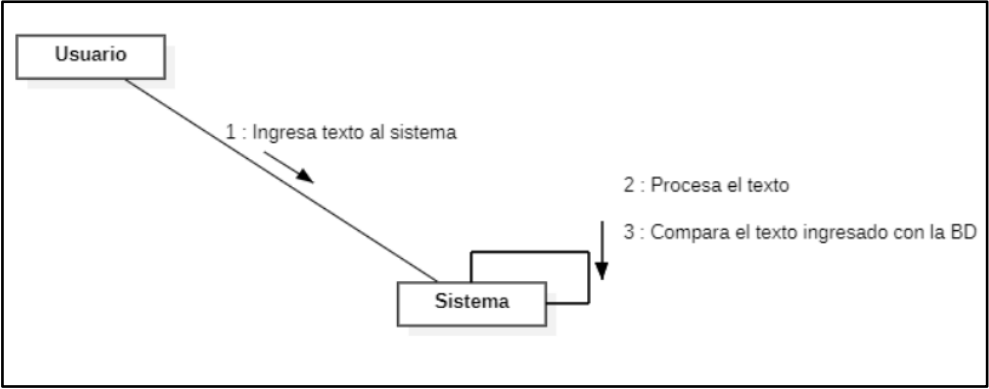 Usuario
1 : Ingresa texto al sistema
2 : Procesa el texto
3 : Compara el texto ingresado con la BD
Sistema